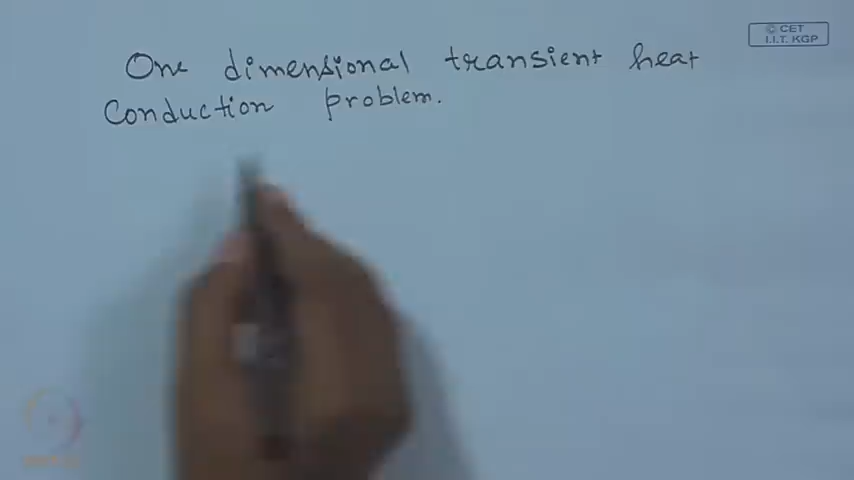 © CET
I.I.T. KGP
One dimensional transient heat
conduction problem.